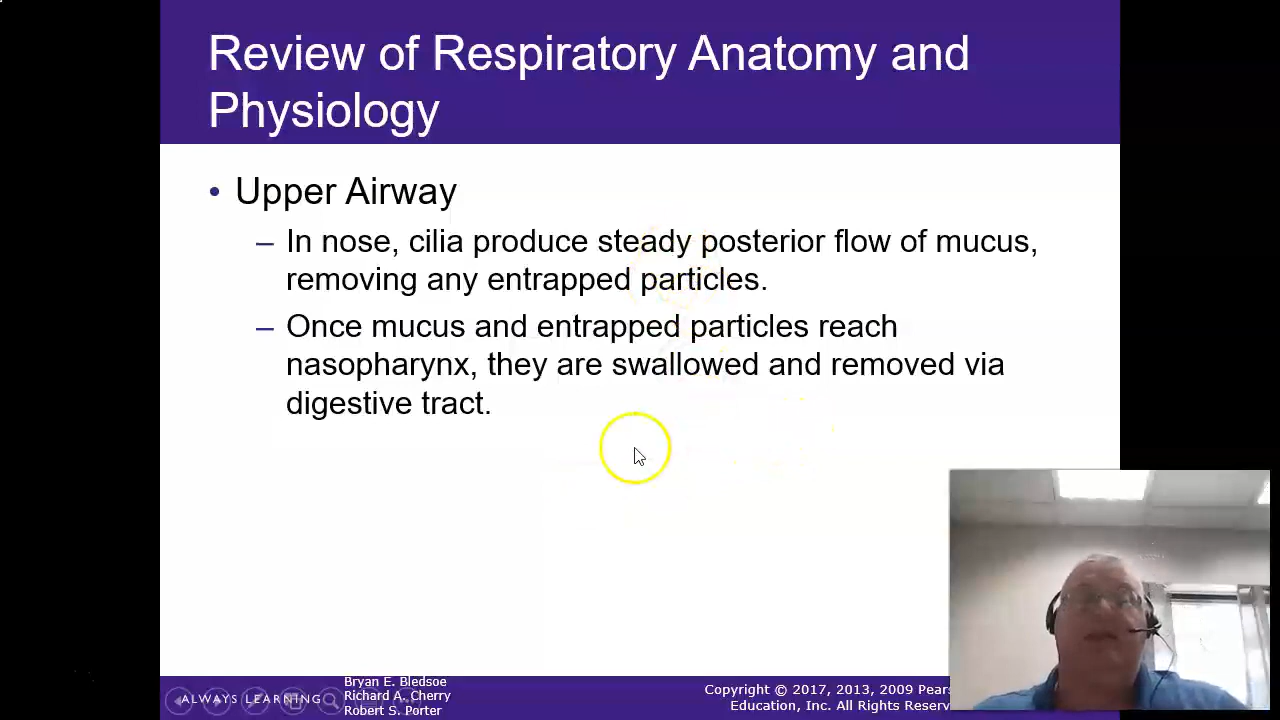 Review of Respiratory Anatomy and
Physiology
• Upper Airway
– In nose, cilia produce steady posterior flow of mucus,
removing any entrapped particles.
– Once mucus and entrapped particles reach
nasopharynx, they are swallowed and removed via
digestive tract.
ALWAYS LEARNING
Bryan E. Bledsoe
Richard A. Cherry
Robert S. Porter
Copyright © 2017, 2013, 2009 Pears
Education, Inc. All Rights Reserv